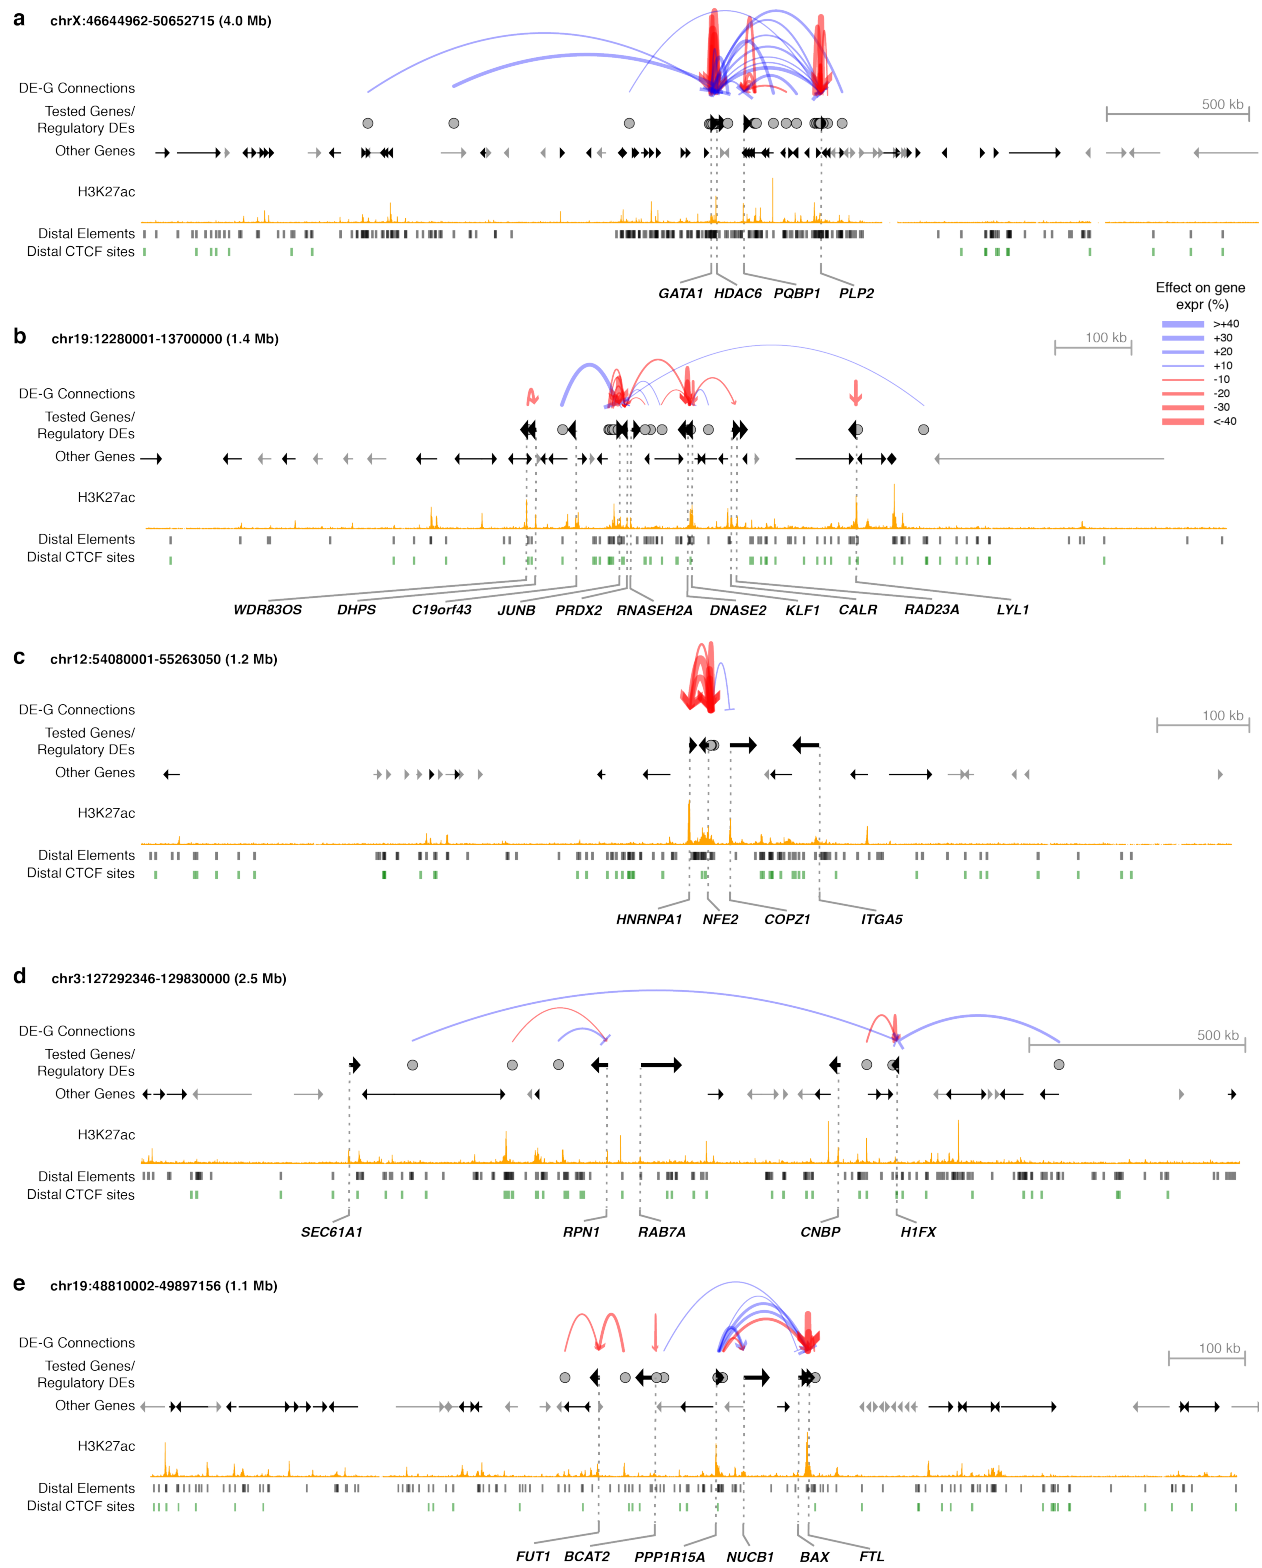 a chrX:46644962-50652715 (4.0 Mb)
DE-G Connections
500 kb
Tested Genes/
Regulatory DEs
Other Genes
H3K27ac
Distal Elements
Distal CTCF sites
GATA1 HDAC6 PQBP1 PLP2
Effect on gene
expr (%)
>+40
+30
+20
+10
-10
-20
-30
<-40
b chr19:12280001-13700000 (1.4 Mb)
100 kb
DE-G Connections
Tested Genes/
Regulatory DEs
Other Genes
H3K27ac
Distal Elements
Distal CTCF sites
WDR83OS DHPS C19orf43 JUNB PRDX2 RNASEH2A DNASE2 KLF1 CALR RAD23A LYL1
c chr12:54080001-55263050 (1.2 Mb)
DE-G Connections
100 kb
Tested Genes/
Regulatory DEs
Other Genes
H3K27ac
Distal Elements
Distal CTCF sites
HNRNPA1 NFE2 COPZ1 ITGA5
d chr3:127292346-129830000 (2.5 Mb)
DE-G Connections
500 kb
Tested Genes/
Regulatory DEs
Other Genes
H3K27ac
Distal Elements
Distal CTCF sites
SEC61A1 RPN1 RAB7A CNBP H1FX
e chr19:48810002-49897156 (1.1 Mb)
DE-G Connections
100 kb
Tested Genes/
Regulatory DEs
Other Genes
H3K27ac
Distal Elements
Distal CTCF sites
FUT1 BCAT2 PPP1R15A NUCB1 BAX FTL